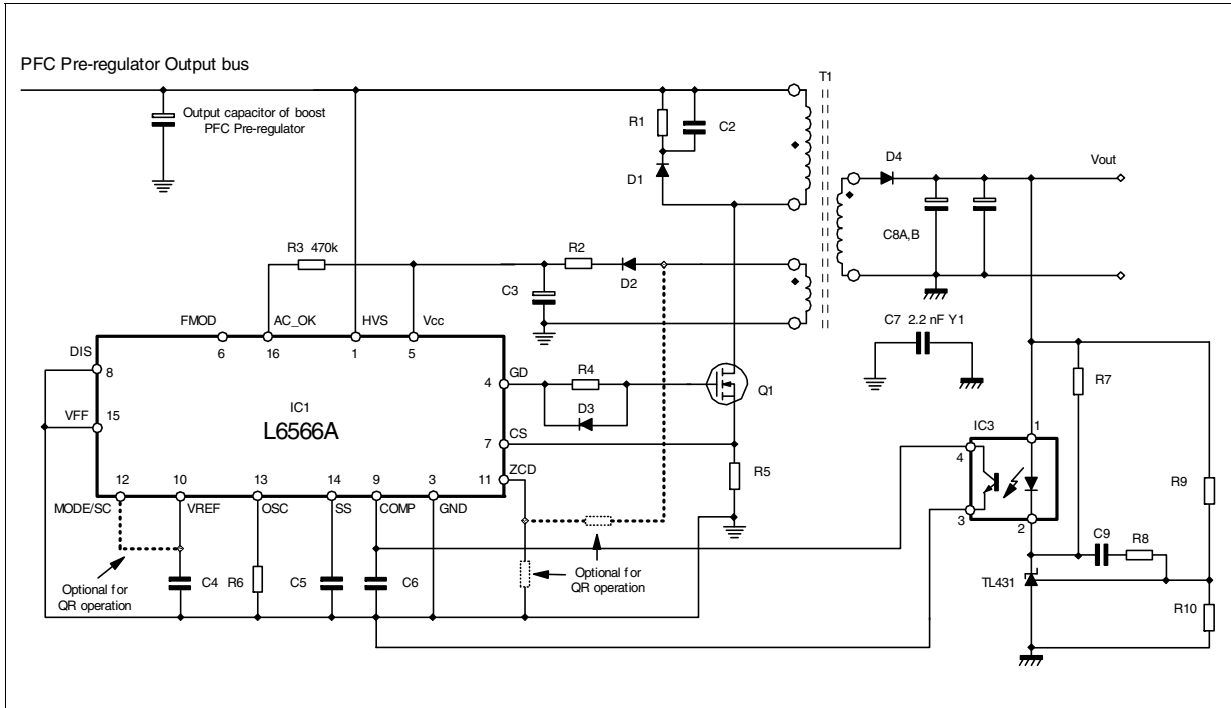 PFC Pre-regulator Output bus
T1
Output capacitor of boost
PFC Pre-regulator
R1
C2
D1
D4
Vout
C8A,B
R3 470k
R2
D2
C3
FMOD
AC_OK
HVS
Vcc
6
16
1
5
C7 2.2 nF Y1
DIS
8
4
GD
R4
Q1
D3
R7
VFF
15
IC1
L6566A
7
CS
IC3
1
4
11
ZCD
R5
R9
12
10
13
14
9
3
MODE/SC
VREF
OSC
SS
COMP
GND
3
2
C9
R8
Optional for
QR operation
C4
R6
C5
C6
Optional for
QR operation
TL431
R10